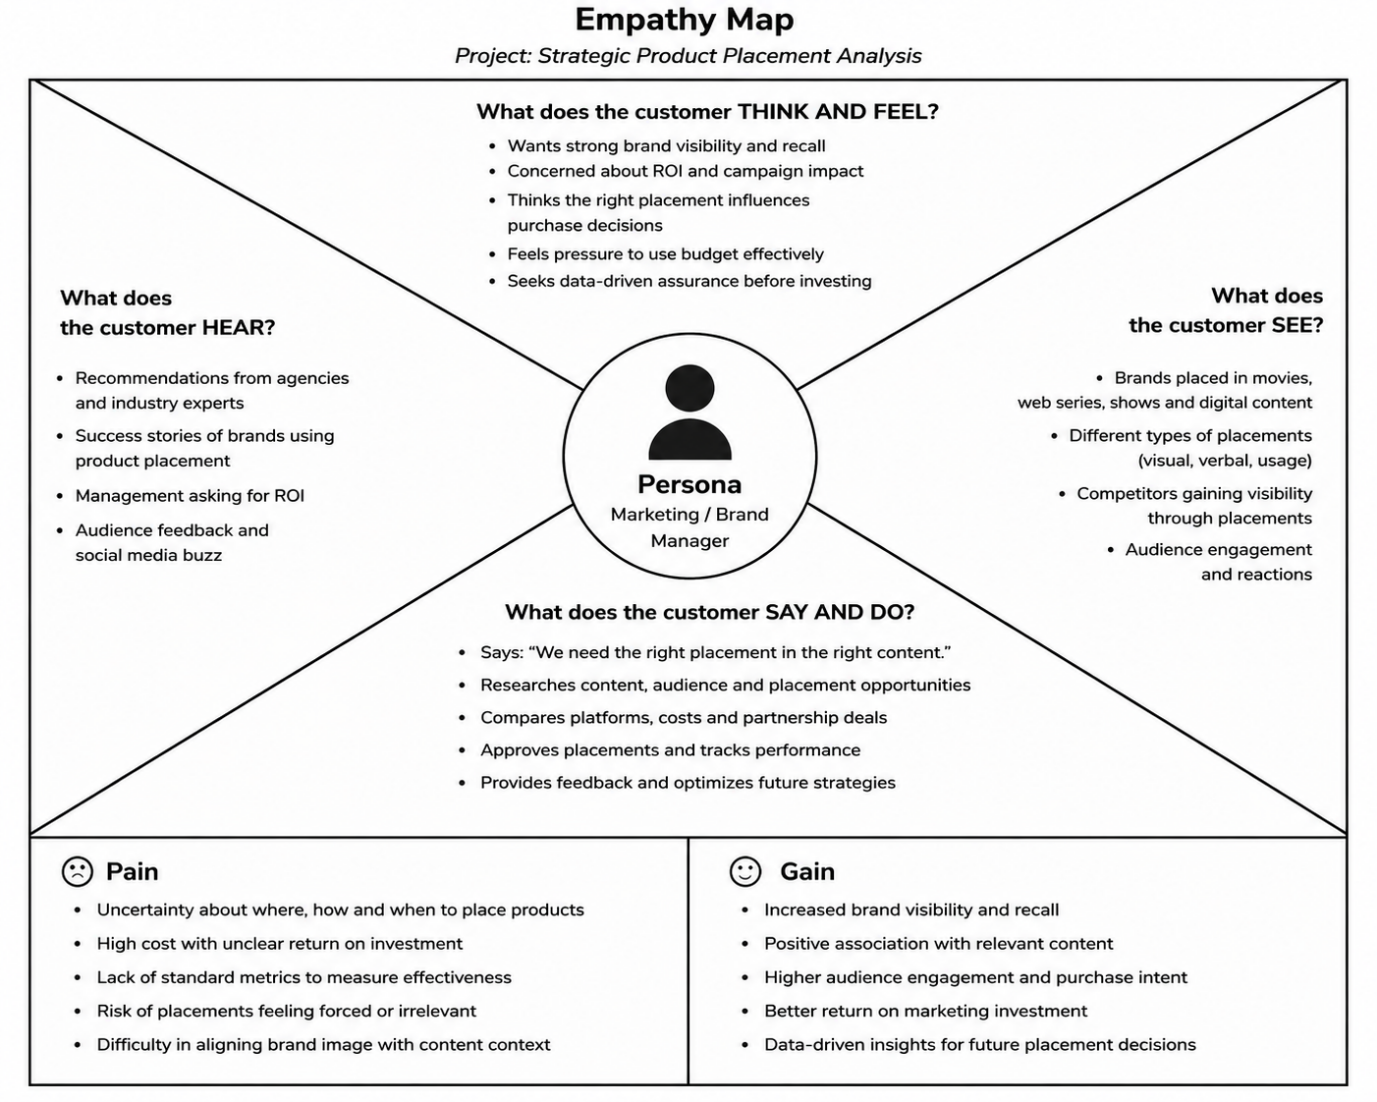 Empathy Map
Project: Strategic Product Placement Analysis
What does the customer THINK AND FEEL?
• Wants strong brand visibility and recall
• Concerned about ROI and campaign impact
• Thinks the right placement influences
purchase decisions
• Feels pressure to use budget effectively
• Seeks data-driven assurance before investing
What does
the customer HEAR?
• Recommendations from agencies
and industry experts
• Success stories of brands using
product placement
• Management asking for ROI
• Audience feedback and
social media buzz
Persona
Marketing / Brand
Manager
What does
the customer SEE?
• Brands placed in movies,
web series, shows and digital content
• Different types of placements
(visual, verbal, usage)
• Competitors gaining visibility
through placements
• Audience engagement
and reactions
What does the customer SAY AND DO?
• Says: “We need the right placement in the right content.”
• Researches content, audience and placement opportunities
• Compares platforms, costs and partnership deals
• Approves placements and tracks performance
• Provides feedback and optimizes future strategies
Pain
• Uncertainty about where, how and when to place products
• High cost with unclear return on investment
• Lack of standard metrics to measure effectiveness
• Risk of placements feeling forced or irrelevant
• Difficulty in aligning brand image with content context
Gain
• Increased brand visibility and recall
• Positive association with relevant content
• Higher audience engagement and purchase intent
• Better return on marketing investment
• Data-driven insights for future placement decisions